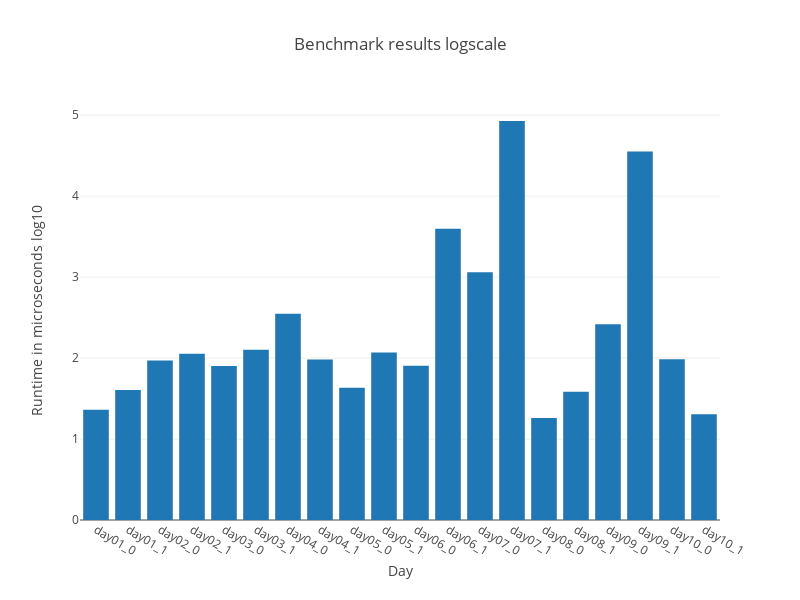 Benchmark results logscale
5
4
3
2
1
0
Runtime in microseconds log10
day01_0
day01_1
day02_0
day02_1
day03_0
day03_1
day04_0
day04_1
day05_0
day05_1
day06_0
day06_1
day07_0
day07_1
day08_0
day08_1
day09_0
day09_1
day10_0
day10_1
Day